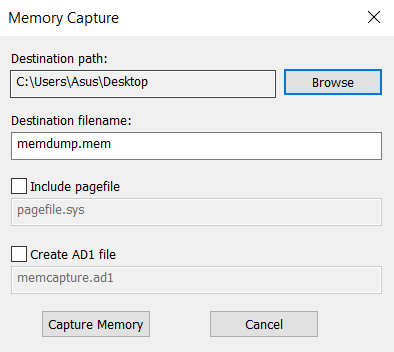 Memory Capture
Destination path:
C:\Users\Asus\Desktop
Browse
Destination filename:
memdump.mem
Include pagefile
pagefile.sys
Create AD1 file
memcapture.ad1
Capture Memory
Cancel